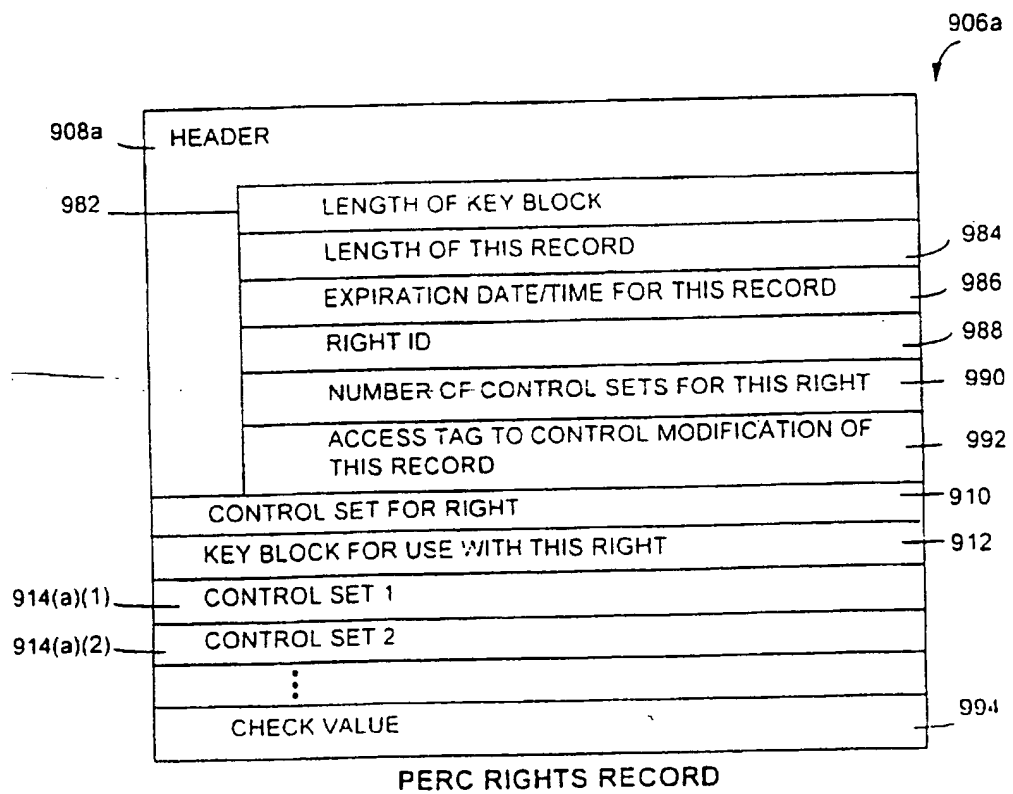 906a
908a HEADER
982 LENGTH OF KEY BLOCK
LENGTH OF THIS RECORD 984
EXPIRATION DATE/TIME FOR THIS RECORD 986
RIGHT ID 988
NUMBER OF CONTROL SETS FOR THIS RIGHT 990
ACCESS TAG TO CONTROL MODIFICATION OF 992
THIS RECORD
CONTROL SET FOR RIGHT 910
KEY BLOCK FOR USE WITH THIS RIGHT 912
914(a)(1) CONTROL SET 1
914(a)(2) CONTROL SET 2
CHECK VALUE 994
PERC RIGHTS RECORD